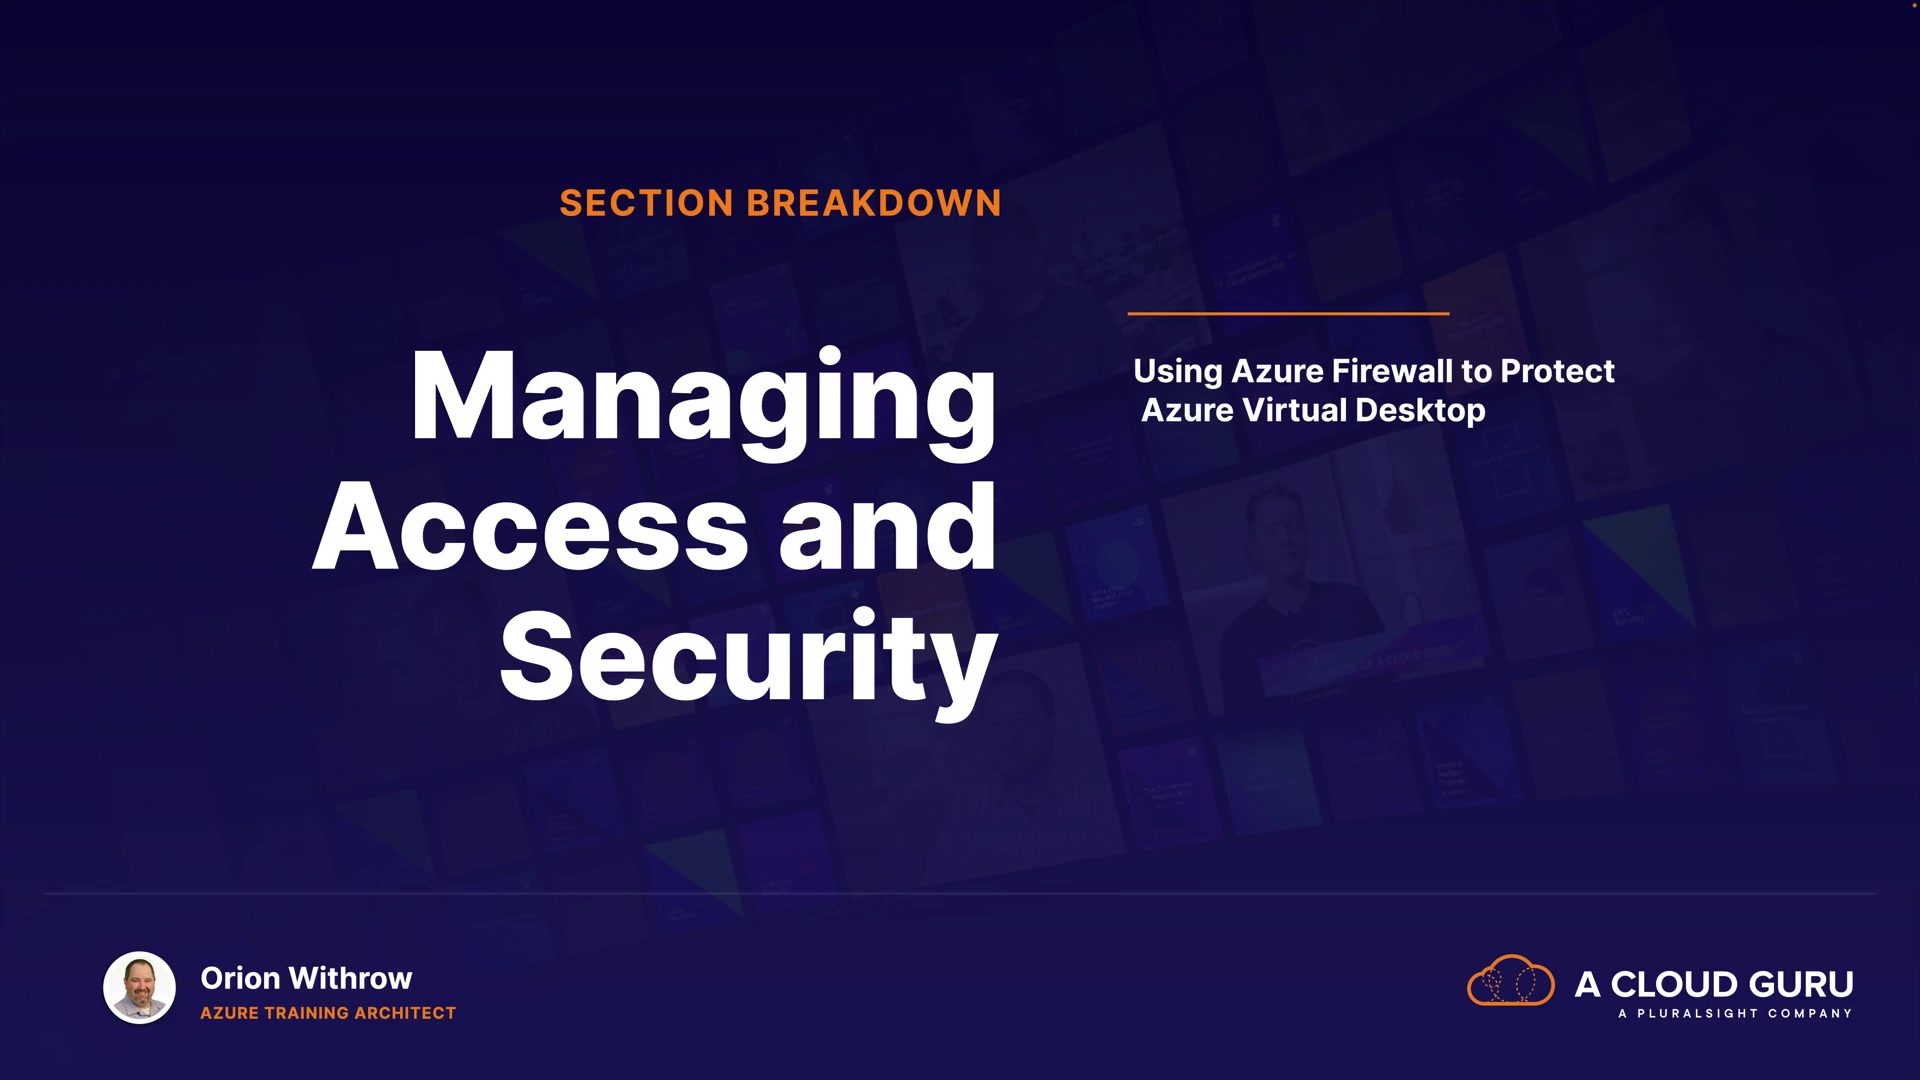 SECTION BREAKDOWN
Managing
Access and
Security
Using Azure Firewall to Protect
Azure Virtual Desktop
Orion Withrow
AZURE TRAINING ARCHITECT
A CLOUD GURU
A PLURALSIGHT COMPANY